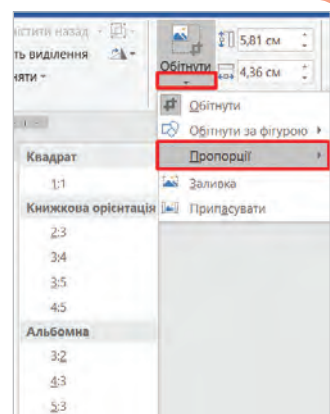 істити назад
ть виділення
няти
Обітнути
5,81 см
4,36 см
Обітнути
Обітнути за фігурою
Пропорції
Заливка
Припасувати
Квадрат
1:1
Книжкова орієнтація
2:3
3:4
3:5
4:5
Альбомна
3:2
4:3
5:3